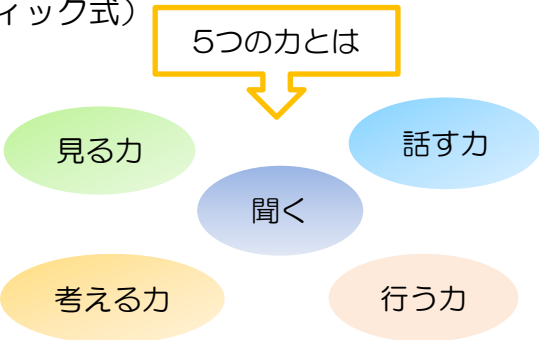 ィック式）
5つの力とは
見る力
話す力
聞く
考える力
行う力